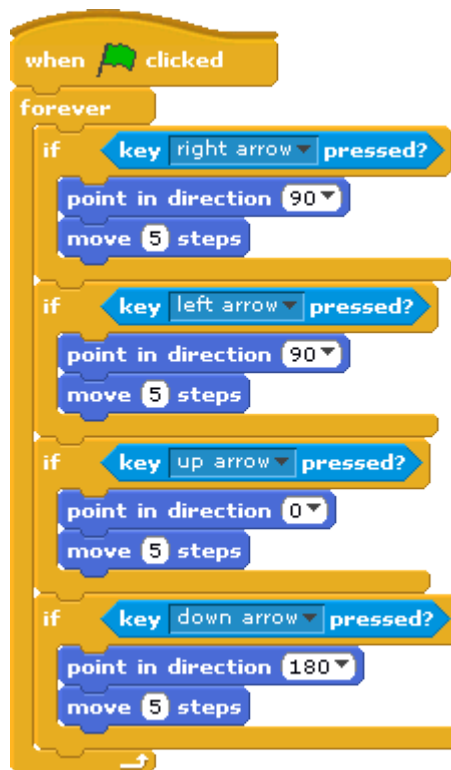 when clicked
forever
if key right arrow pressed?
point in direction 90
move 5 steps
if key left arrow pressed?
point in direction 90
move 5 steps
if key up arrow pressed?
point in direction 0
move 5 steps
if key down arrow pressed?
point in direction 180
move 5 steps